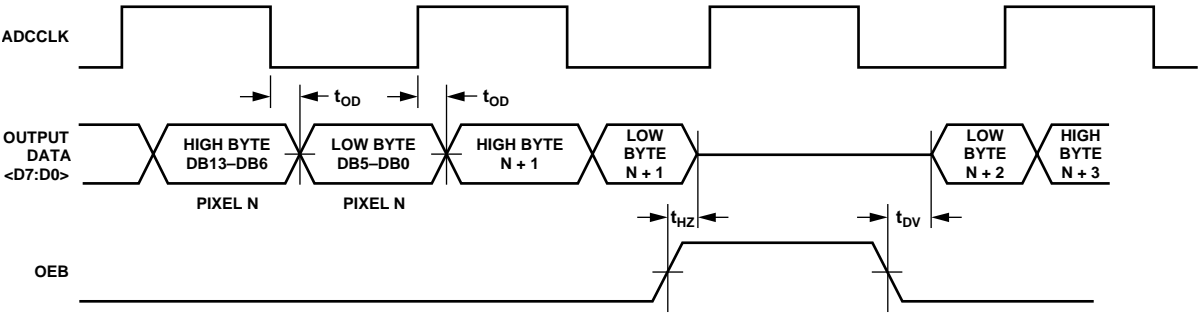 ADCCLK
tOD
tOD
OUTPUT
DATA
<D7:D0>
HIGH BYTE
DB13–DB6
LOW BYTE
DB5–DB0
HIGH BYTE
N + 1
LOW
BYTE
N + 1
LOW
BYTE
N + 2
HIGH
BYTE
N + 3
PIXEL N
PIXEL N
tHZ
tDV
OEB